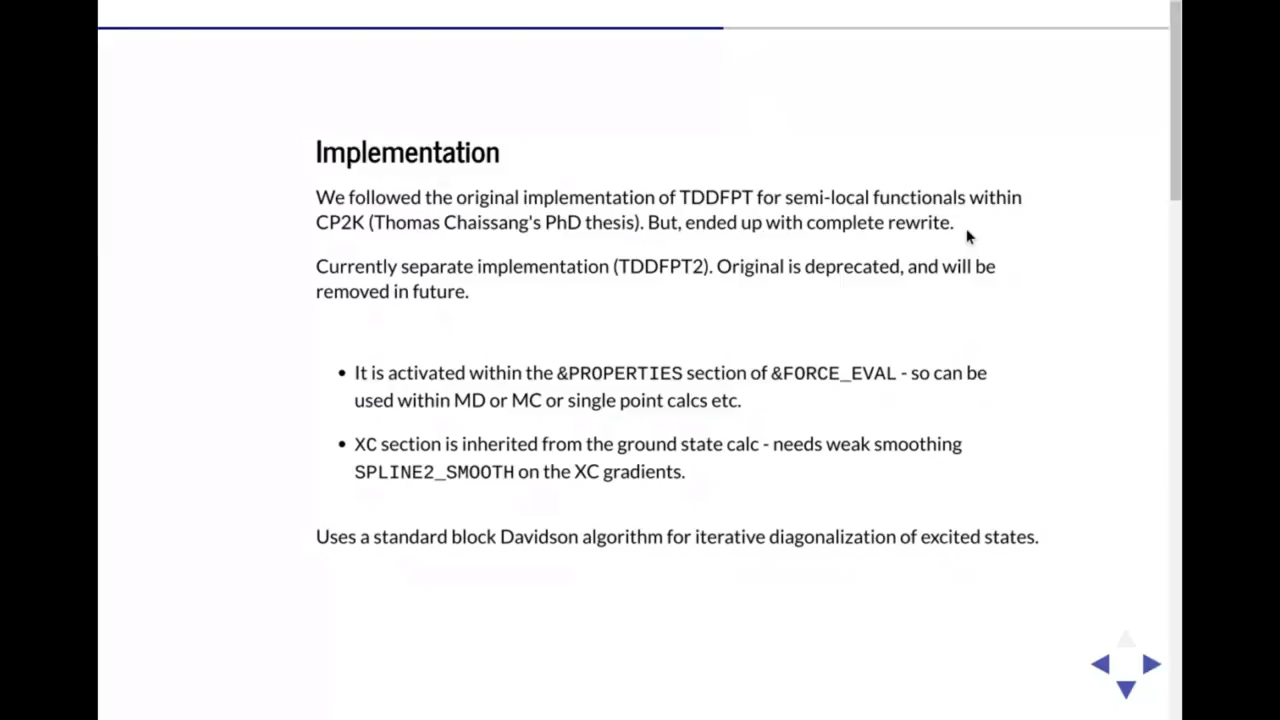 Implementation
We followed the original implementation of TDDFPT for semi-local functionals within
CP2K (Thomas Chaissang's PhD thesis). But, ended up with complete rewrite.
Currently separate implementation (TDDFPT2). Original is deprecated, and will be
removed in future.
• It is activated within the &PROPERTIES section of &FORCE_EVAL - so can be
used within MD or MC or single point calcs etc.
• XC section is inherited from the ground state calc - needs weak smoothing
SPLINE2_SMOOTH on the XC gradients.
Uses a standard block Davidson algorithm for iterative diagonalization of excited states.